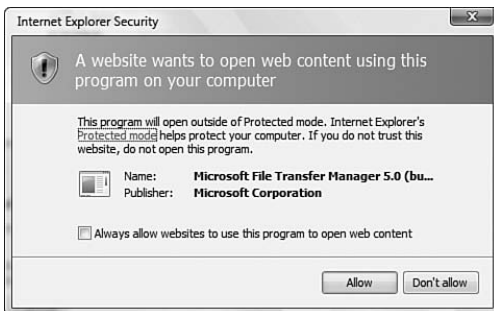 Internet Explorer Security
A website wants to open web content using this
program on your computer
This program will open outside of Protected mode. Internet Explorer's
Protected mode helps protect your computer. If you do not trust this
website, do not open this program.
Name: Microsoft File Transfer Manager 5.0 (bu...
Publisher: Microsoft Corporation
Always allow websites to use this program to open web content
Allow Don't allow